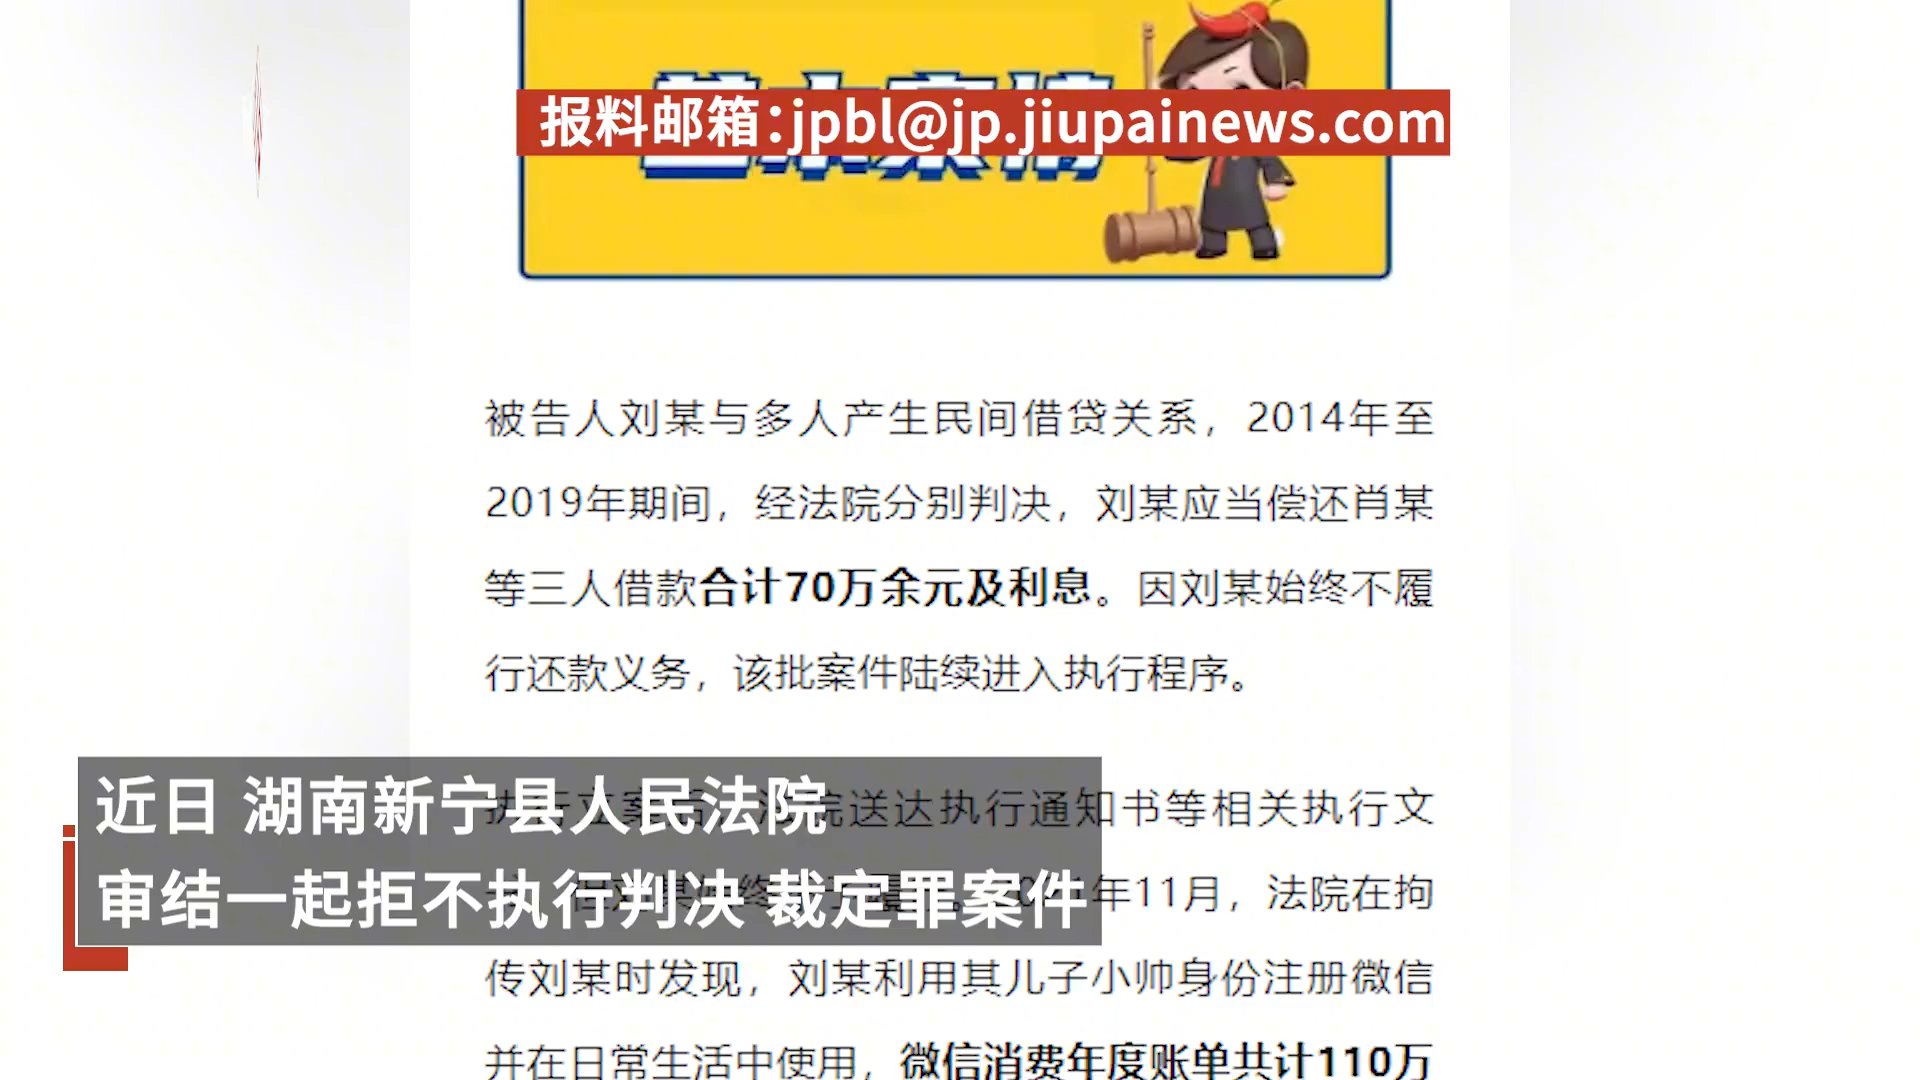 基本案情
报料邮箱：jpbl@jp.jiupainews.com
被告人刘某与多人产生民间借贷关系，2014年至
2019年期间，经法院分别判决，刘某应当偿还肖某
等三人借款合计70万余元及利息。因刘某始终不履
行还款义务，该批案件陆续进入执行程序。
近日 湖南新宁县人民法院
院送达执行通知书等相关执行文
审结一起拒不执行判决 裁定罪案件
年11月，法院在拘
传刘某时发现，刘某利用其儿子小帅身份注册微信
并在日常生活中使用，微信消费年度账单共计110万